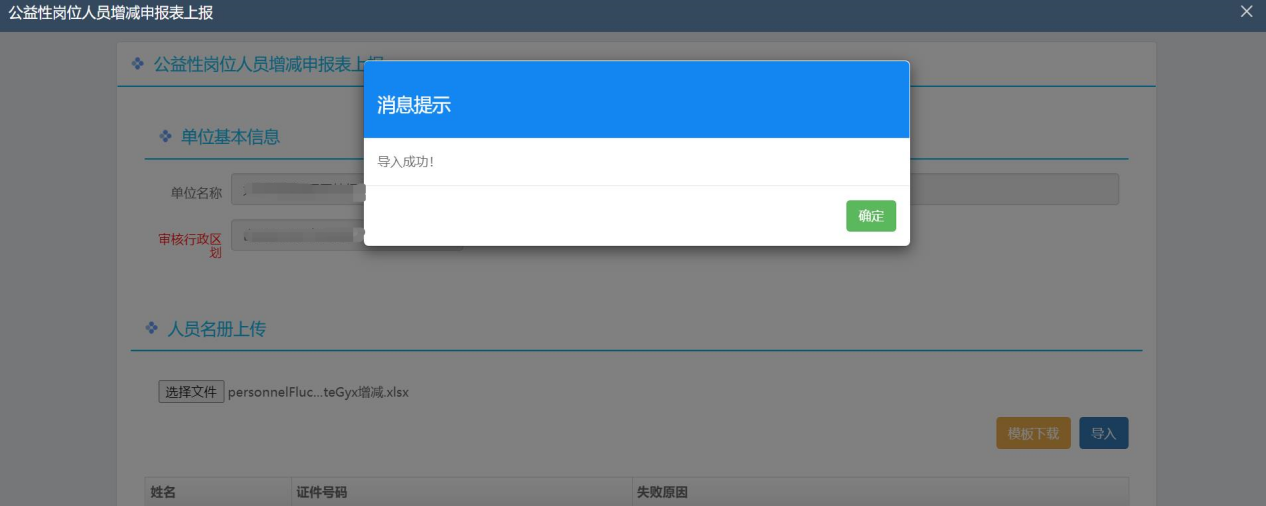 公益性岗位人员增减申报表上报
公益性岗位人员增减申报表上报
消息提示
单位基本信息
导入成功!
单位名称
确定
审核行政区
划
人员名册上传
选择文件 personnelFluc...teGyx增减.xlsx
模板下载 导入
姓名 证件号码 失败原因